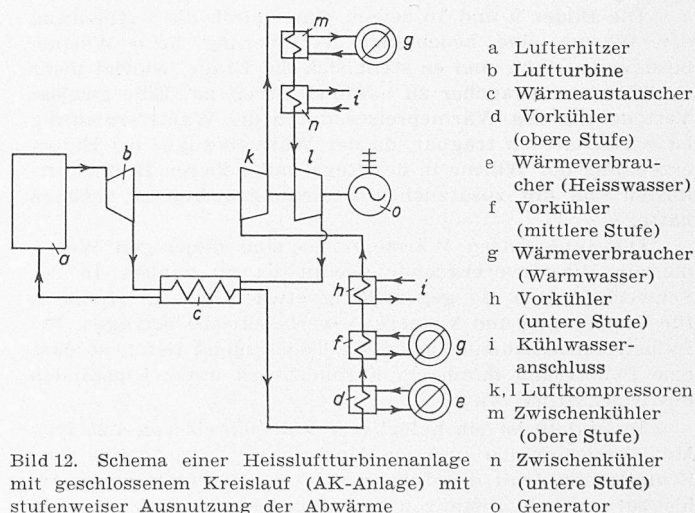 m
g
i
n
b
k
l
o
a
c
h
i
f
g
d
e
a Lufterhitzer
b Luftturbine
c Wärmeaustauscher
d Vorkühler
(obere Stufe)
e Wärmeverbrau-
cher (Heisswasser)
f Vorkühler
(mittlere Stufe)
g Wärmeverbraucher
(Warmwasser)
h Vorkühler
(untere Stufe)
i Kühlwasser-
anschluss
k, l Luftkompressoren
m Zwischenkühler
(obere Stufe)
n Zwischenkühler
(untere Stufe)
o Generator
Bild 12. Schema einer Heissluftturbinenanlage
mit geschlossenem Kreislauf (AK-Anlage) mit
stufenweiser Ausnutzung der Abwärme